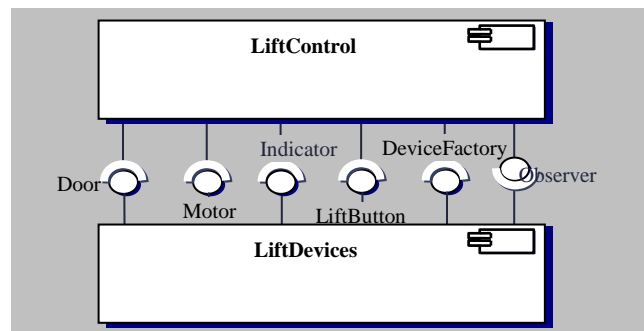 LiftControl
Indicator
DeviceFactory
Door
Observer
Motor
LiftButton
LiftDevices